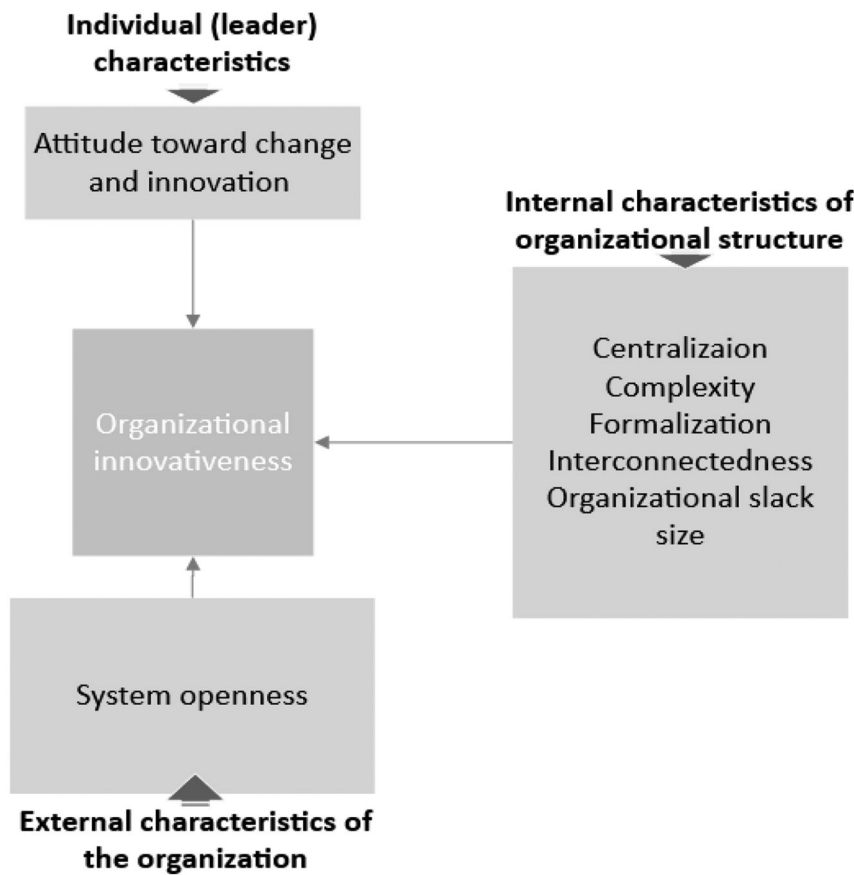 Individual (leader)
characteristics
Attitude toward change
and innovation
Internal characteristics of
organizational structure
Centralizaion
Complexity
Formalization
Interconnectedness
Organizational slack
size
Organizational
innovativeness
System openness
External characteristics of
the organization